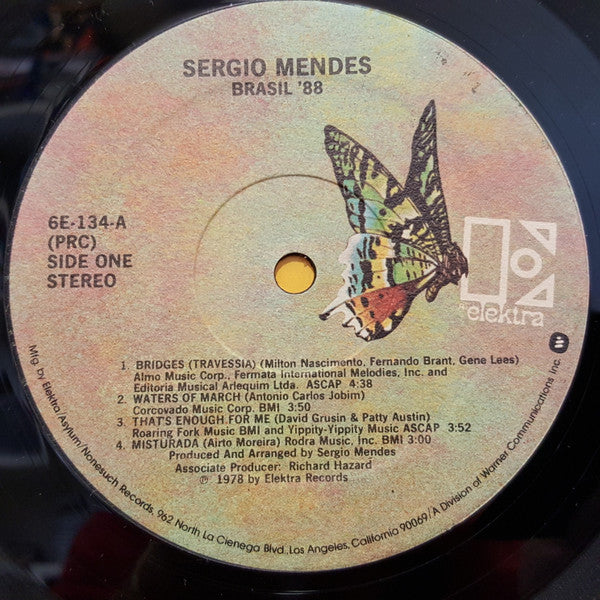 SERGIO MENDES
BRASIL '88
6E-134-A
(PRC)
SIDE ONE
STEREO
elektra
1. BRIDGES (TRAVESSIA) (Milton Nascimento, Fernando Brant, Gene Lees)
Almo Music Corp., Fermata International Melodies, Inc. and
Editoria Musical Arlequim Ltda. ASCAP 4:38
2. WATERS OF MARCH (Antonio Carlos Jobim)
Corcovado Music Corp. BMI 3:50
3. THAT'S ENOUGH FOR ME (David Grusin & Patty Austin)
Roaring Fork Music BMI and Yippity-Yippity Music ASCAP 3:52
4. MISTURADA (Airto Moreira) Rodra Music, Inc. BMI 3:00
Produced And Arranged by Sergio Mendes
Associate Producer: Richard Hazard
℗ 1978 by Elektra Records
Mfg. by Elektra/Asylum/Nonesuch Records, 962 North La Cienega Blvd. Los Angeles, California 90069/A Division of Warner Communications Inc.